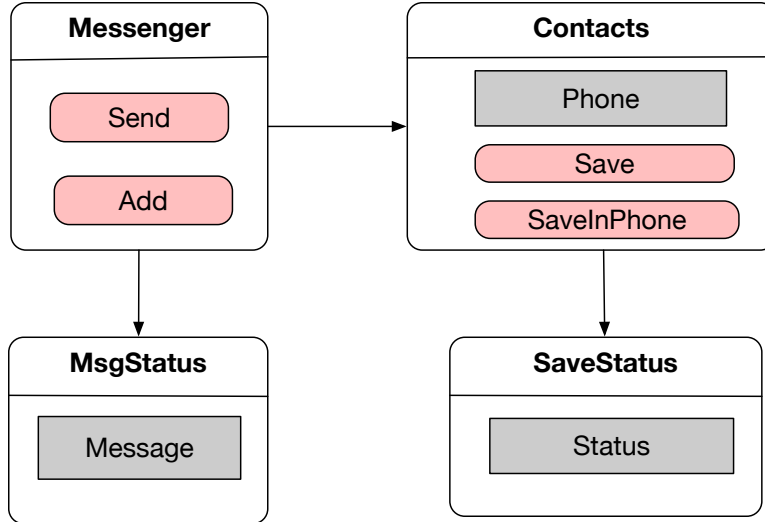 Messenger
Send
Add
Contacts
Phone
Save
SaveInPhone
MsgStatus
Message
SaveStatus
Status